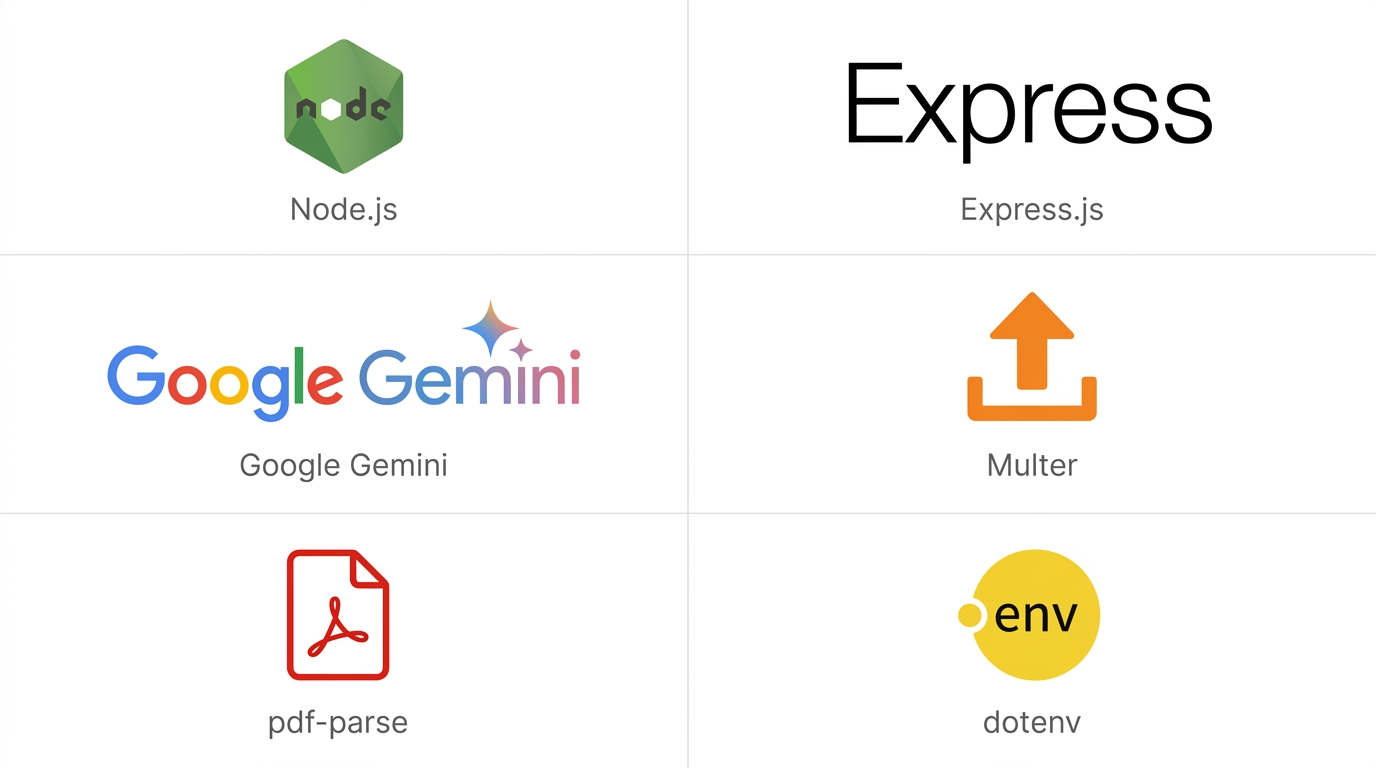 node
Node.js
Express
Express.js
Google Gemini
Google Gemini
Multer
pdf-parse
env
dotenv